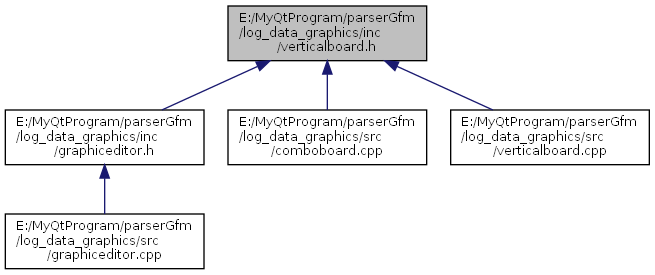 E:/MyQtProgram/parserGfm
/log_data_graphics/inc
/verticalboard.h
E:/MyQtProgram/parserGfm
/log_data_graphics/inc
/graphiceditor.h
E:/MyQtProgram/parserGfm
/log_data_graphics/src
/comboboard.cpp
E:/MyQtProgram/parserGfm
/log_data_graphics/src
/verticalboard.cpp
E:/MyQtProgram/parserGfm
/log_data_graphics/src
/graphiceditor.cpp